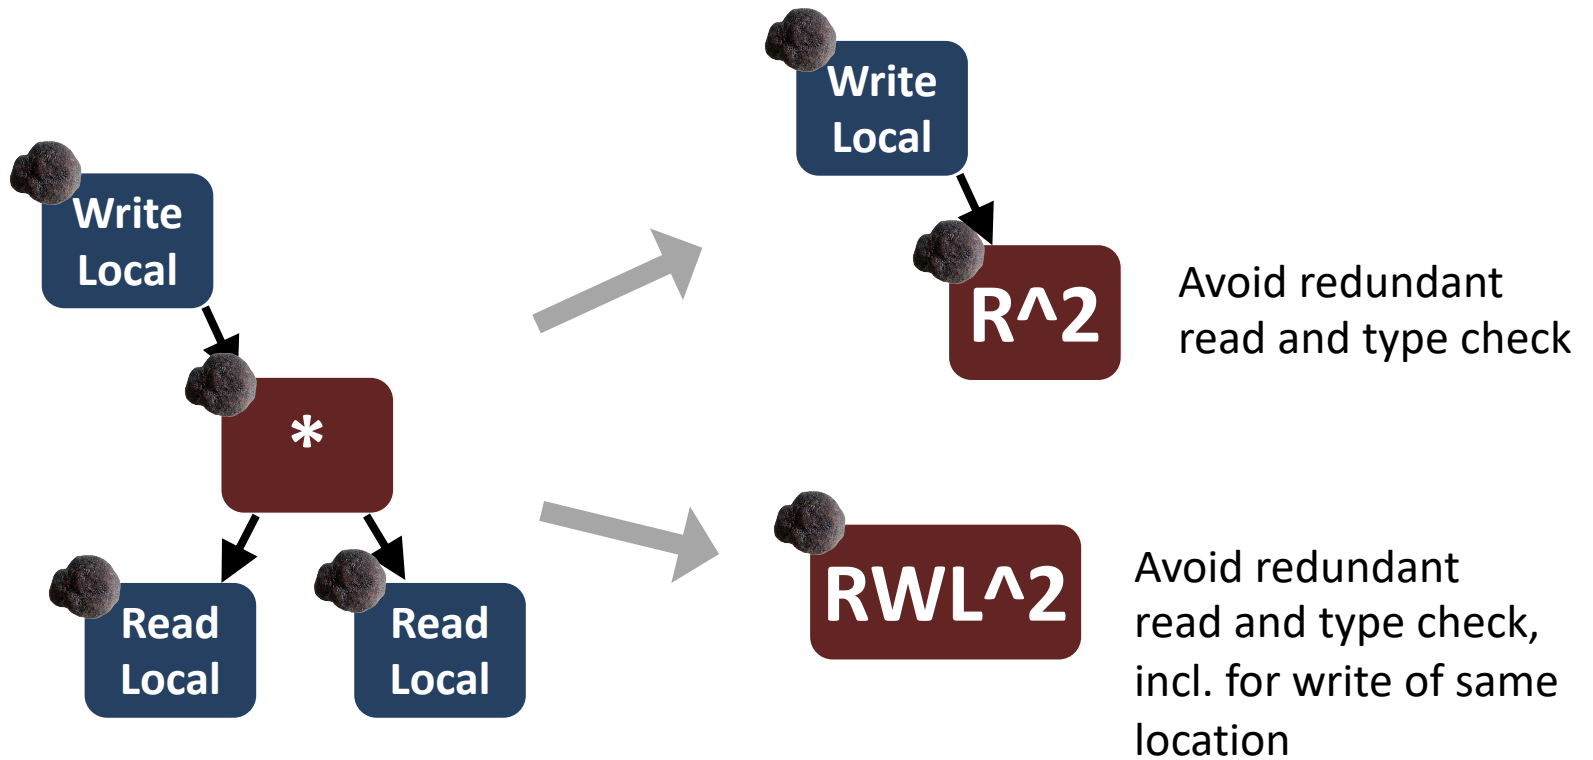 Write
Local
*
Read
Local
Read
Local
Write
Local
R^2
Avoid redundant
read and type check
RWL^2
Avoid redundant
read and type check,
incl. for write of same
location